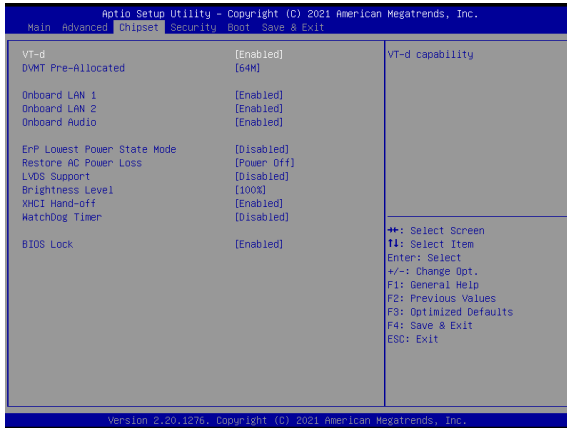 Aptio Setup Utility – Copyright (C) 2021 American Megatrends, Inc.
Main Advanced Chipset Security Boot Save & Exit
VT-d [Enabled]
DVMT Pre-Allocated [64M]
Onboard LAN 1 [Enabled]
Onboard LAN 2 [Enabled]
Onboard Audio [Enabled]
ErP Lowest Power State Mode [Disabled]
Restore AC Power Loss [Power Off]
LVDS Support [Disabled]
Brightness Level [100%]
XHCI Hand-off [Enabled]
WatchDog Timer [Disabled]
BIOS Lock [Enabled]
VT-d capability
→←: Select Screen
↑↓: Select Item
Enter: Select
+/-: Change Opt.
F1: General Help
F2: Previous Values
F3: Optimized Defaults
F4: Save & Exit
ESC: Exit
Version 2.20.1276. Copyright (C) 2021 American Megatrends, Inc.